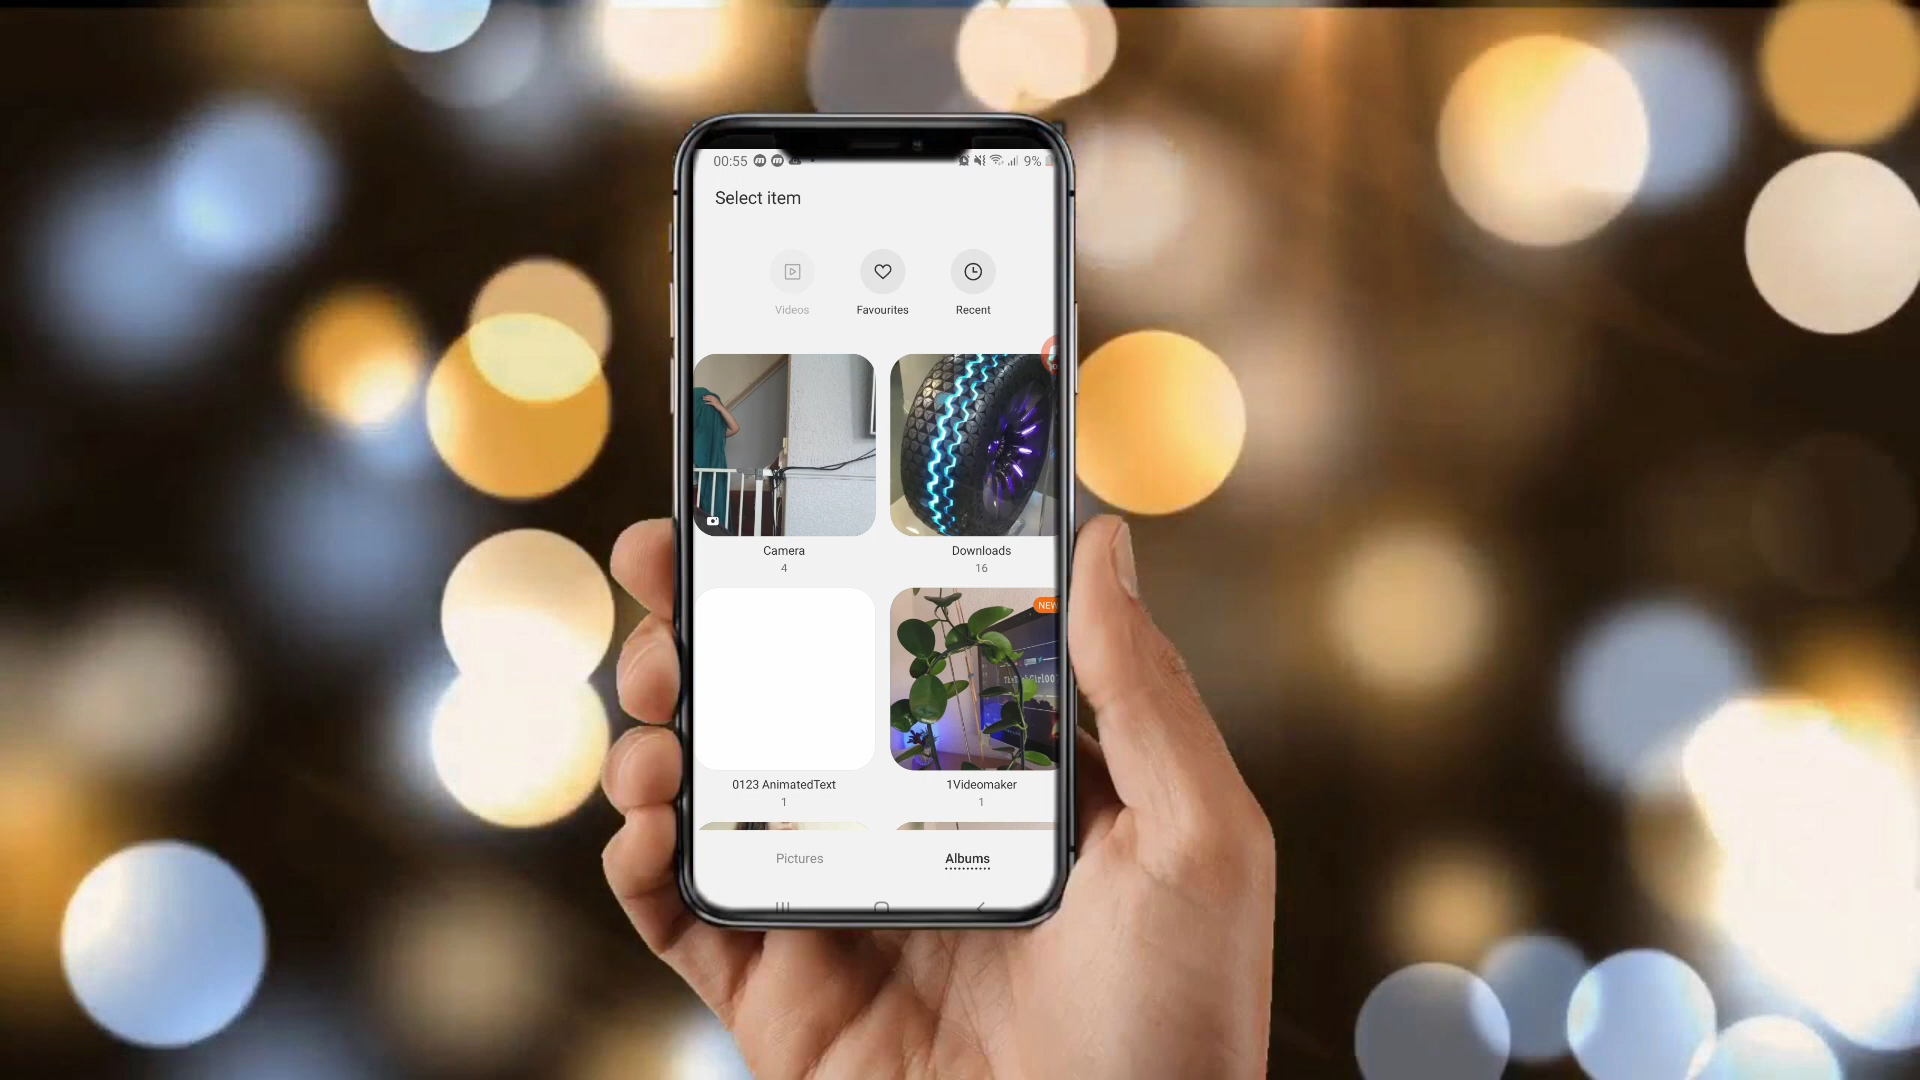 00:55
9%
Select item
Videos
Favourites
Recent
Camera
4
Downloads
16
NEW
0123 AnimatedText
1
1Videomaker
1
Pictures
Albums